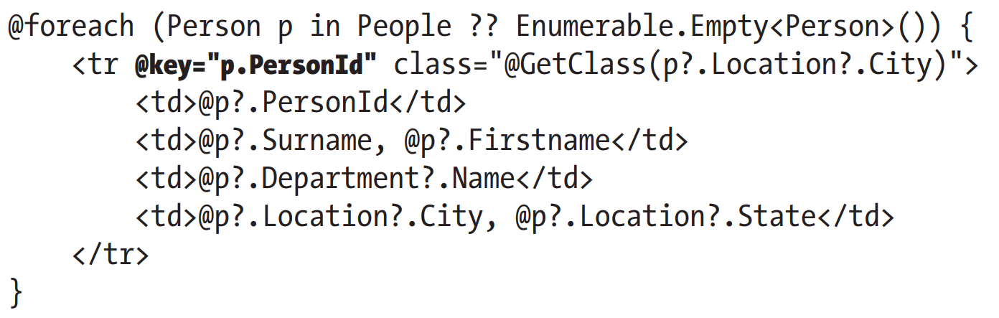 @foreach (Person p in People ?? Enumerable.Empty<Person>()) {
    <tr @key="p.PersonId" class="@GetClass(p?.Location?.City)">
        <td>@p?.PersonId</td>
        <td>@p?.Surname, @p?.Firstname</td>
        <td>@p?.Department?.Name</td>
        <td>@p?.Location?.City, @p?.Location?.State</td>
    </tr>
}